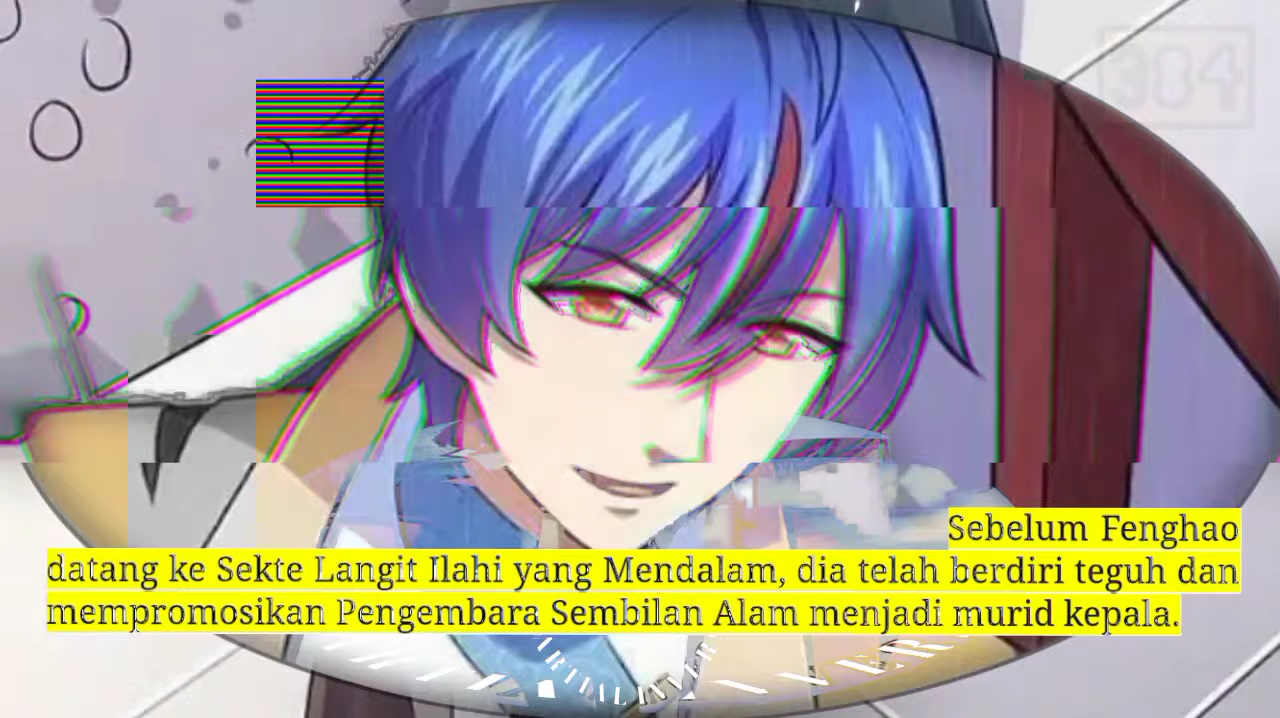 Sebelum Fenghao
datang ke Sekte Langit Ilahi yang Mendalam, dia telah berdiri teguh dan
mempromosikan Pengembara Sembilan Alam menjadi murid kepala.